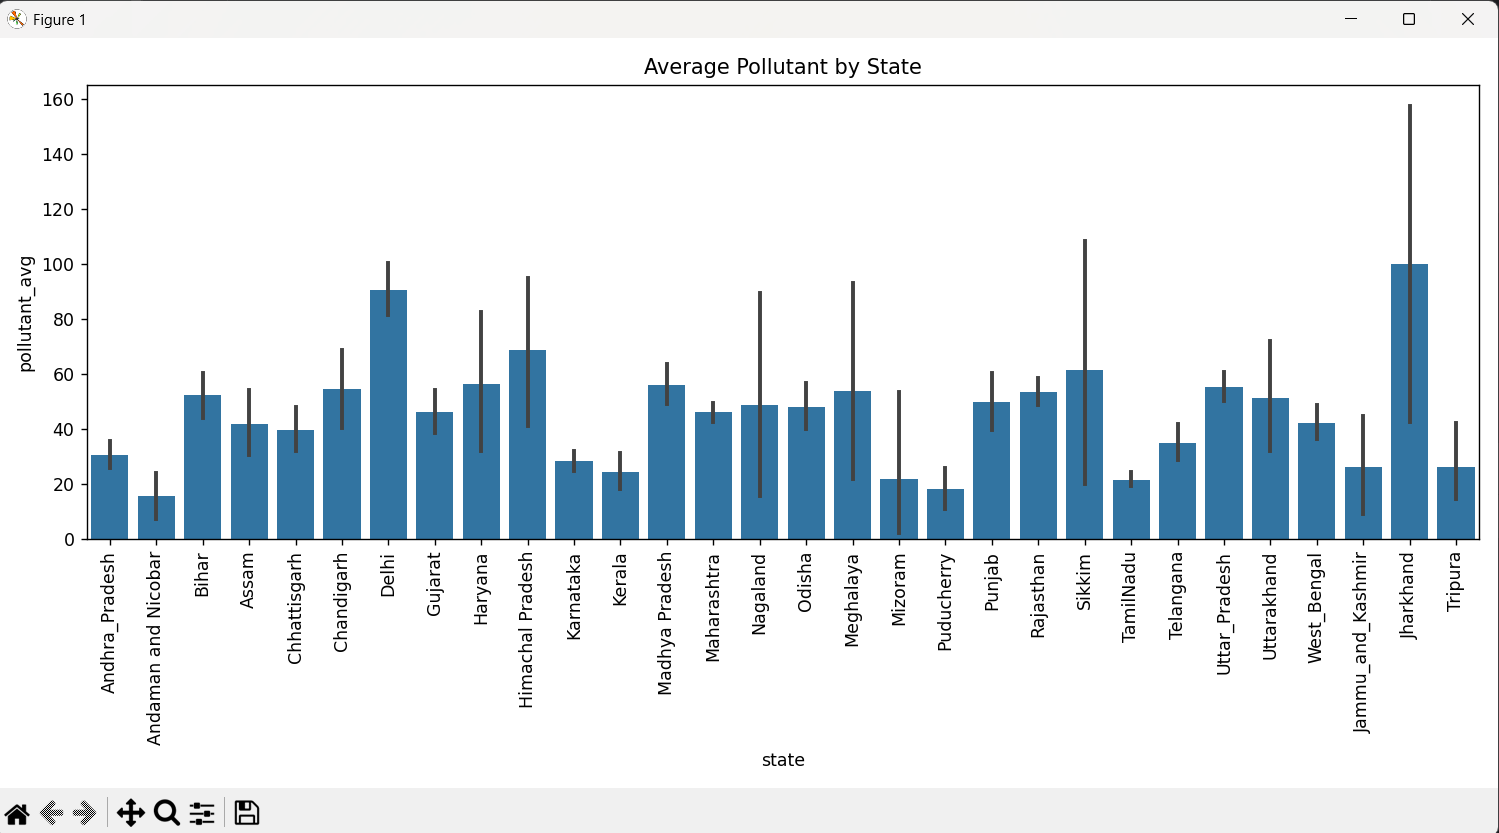 Figure 1
Average Pollutant by State
160
140
120
100
80
60
40
20
0
pollutant_avg
Andhra_Pradesh
Andaman and Nicobar
Bihar
Assam
Chhattisgarh
Chandigarh
Delhi
Gujarat
Haryana
Himachal Pradesh
Karnataka
Kerala
Madhya Pradesh
Maharashtra
Nagaland
Odisha
Meghalaya
Mizoram
Puducherry
Punjab
Rajasthan
Sikkim
TamilNadu
Telangana
Uttar_Pradesh
Uttarakhand
West_Bengal
Jammu_and_Kashmir
Jharkhand
Tripura
state